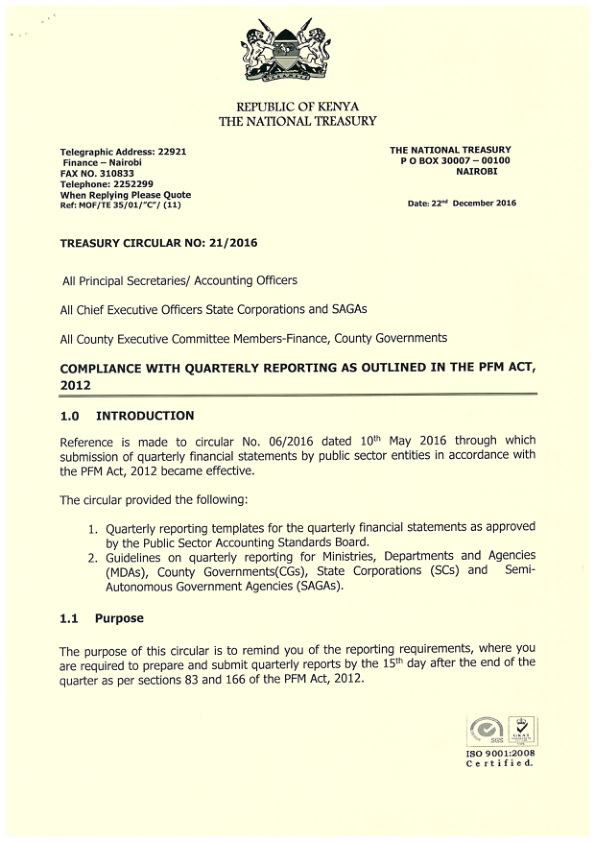 REPUBLIC OF KENYA
THE NATIONAL TREASURY
Telegraphic Address: 22921
Finance – Nairobi
FAX NO. 310833
Telephone: 2252299
When Replying Please Quote
Ref: MOF/TE 35/01/"C"/ (11)
THE NATIONAL TREASURY
P O BOX 30007 – 00100
NAIROBI
Date: 22nd December 2016
TREASURY CIRCULAR NO: 21/2016
All Principal Secretaries/ Accounting Officers
All Chief Executive Officers State Corporations and SAGAs
All County Executive Committee Members-Finance, County Governments
COMPLIANCE WITH QUARTERLY REPORTING AS OUTLINED IN THE PFM ACT,
2012
1.0 INTRODUCTION
Reference is made to circular No. 06/2016 dated 10th May 2016 through which
submission of quarterly financial statements by public sector entities in accordance with
the PFM Act, 2012 became effective.
The circular provided the following:
1. Quarterly reporting templates for the quarterly financial statements as approved
by the Public Sector Accounting Standards Board.
2. Guidelines on quarterly reporting for Ministries, Departments and Agencies
(MDAs), County Governments(CGs), State Corporations (SCs) and Semi-
Autonomous Government Agencies (SAGAs).
1.1 Purpose
The purpose of this circular is to remind you of the reporting requirements, where you
are required to prepare and submit quarterly reports by the 15th day after the end of the
quarter as per sections 83 and 166 of the PFM Act, 2012.
SGS
ISO 9001:2008
Certified.